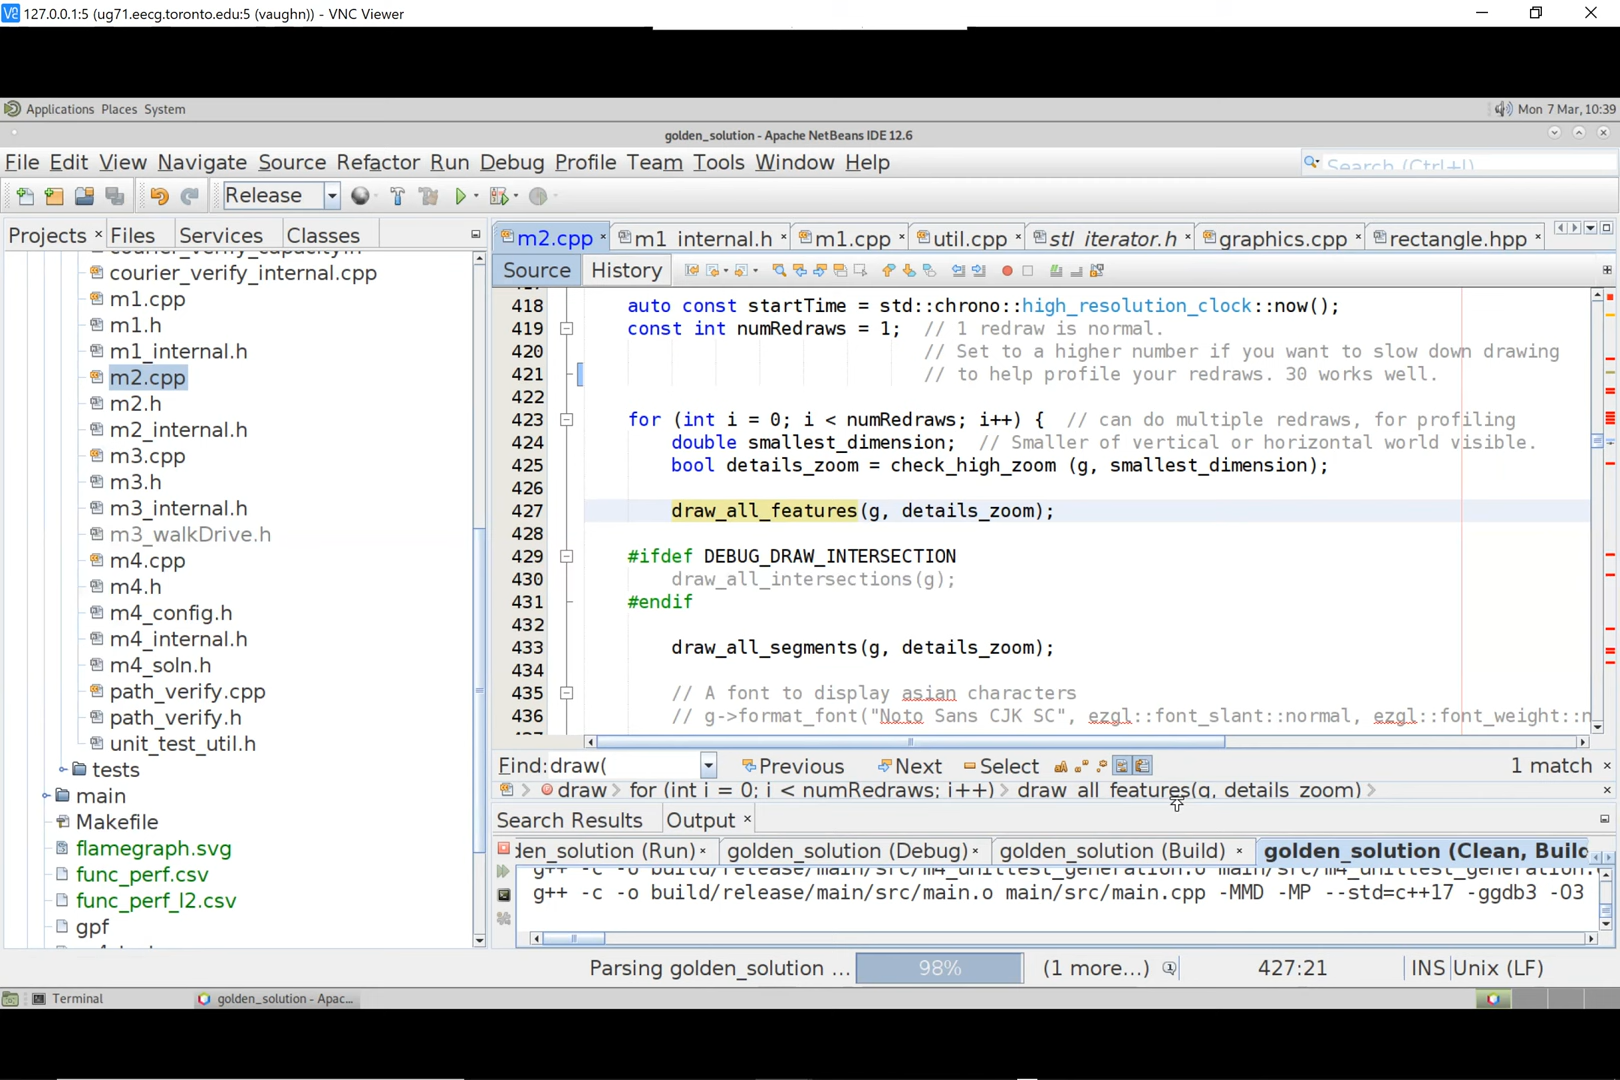 127.0.0.1:5 (ug71.eecg.toronto.edu:5 (vaughn)) - VNC Viewer
Applications Places System
Mon 7 Mar, 10:39
golden_solution - Apache NetBeans IDE 12.6
File Edit View Navigate Source Refactor Run Debug Profile Team Tools Window Help
Search (Ctrl+I)
Release
Projects Files Services Classes
m2.cpp m1_internal.h m1.cpp util.cpp stl_iterator.h graphics.cpp rectangle.hpp
Source History
courier_verify_capacity.h
courier_verify_internal.cpp
m1.cpp
m1.h
m1_internal.h
m2.cpp
m2.h
m2_internal.h
m3.cpp
m3.h
m3_internal.h
m3_walkDrive.h
m4.cpp
m4.h
m4_config.h
m4_internal.h
m4_soln.h
path_verify.cpp
path_verify.h
unit_test_util.h
tests
main
Makefile
flamegraph.svg
func_perf.csv
func_perf_l2.csv
gpf
418 auto const startTime = std::chrono::high_resolution_clock::now();
419 const int numRedraws = 1; // 1 redraw is normal.
420 // Set to a higher number if you want to slow down drawing
421 // to help profile your redraws. 30 works well.
422
423 for (int i = 0; i < numRedraws; i++) { // can do multiple redraws, for profiling
424 double smallest_dimension; // Smaller of vertical or horizontal world visible.
425 bool details_zoom = check_high_zoom (g, smallest_dimension);
426
427 draw_all_features(g, details_zoom);
428
429 #ifdef DEBUG_DRAW_INTERSECTION
430 draw_all_intersections(g);
431 #endif
432
433 draw_all_segments(g, details_zoom);
434
435 // A font to display asian characters
436 // g->format_font("Noto Sans CJK SC", ezgl::font_slant::normal, ezgl::font_weight::n
Find: draw( Previous Next Select aA 1 match
draw for (int i = 0; i < numRedraws; i++) draw_all_features(g, details_zoom)
Search Results Output
den_solution (Run) golden_solution (Debug) golden_solution (Build) golden_solution (Clean, Builc
g++ -c -o build/release/main/src/m4_unittest_generation.o main/src/m4_unittest_generation.
g++ -c -o build/release/main/src/main.o main/src/main.cpp -MMD -MP --std=c++17 -ggdb3 -O3
Parsing golden_solution ... 98% (1 more...) 427:21 INS Unix (LF)
Terminal golden_solution - Apac...